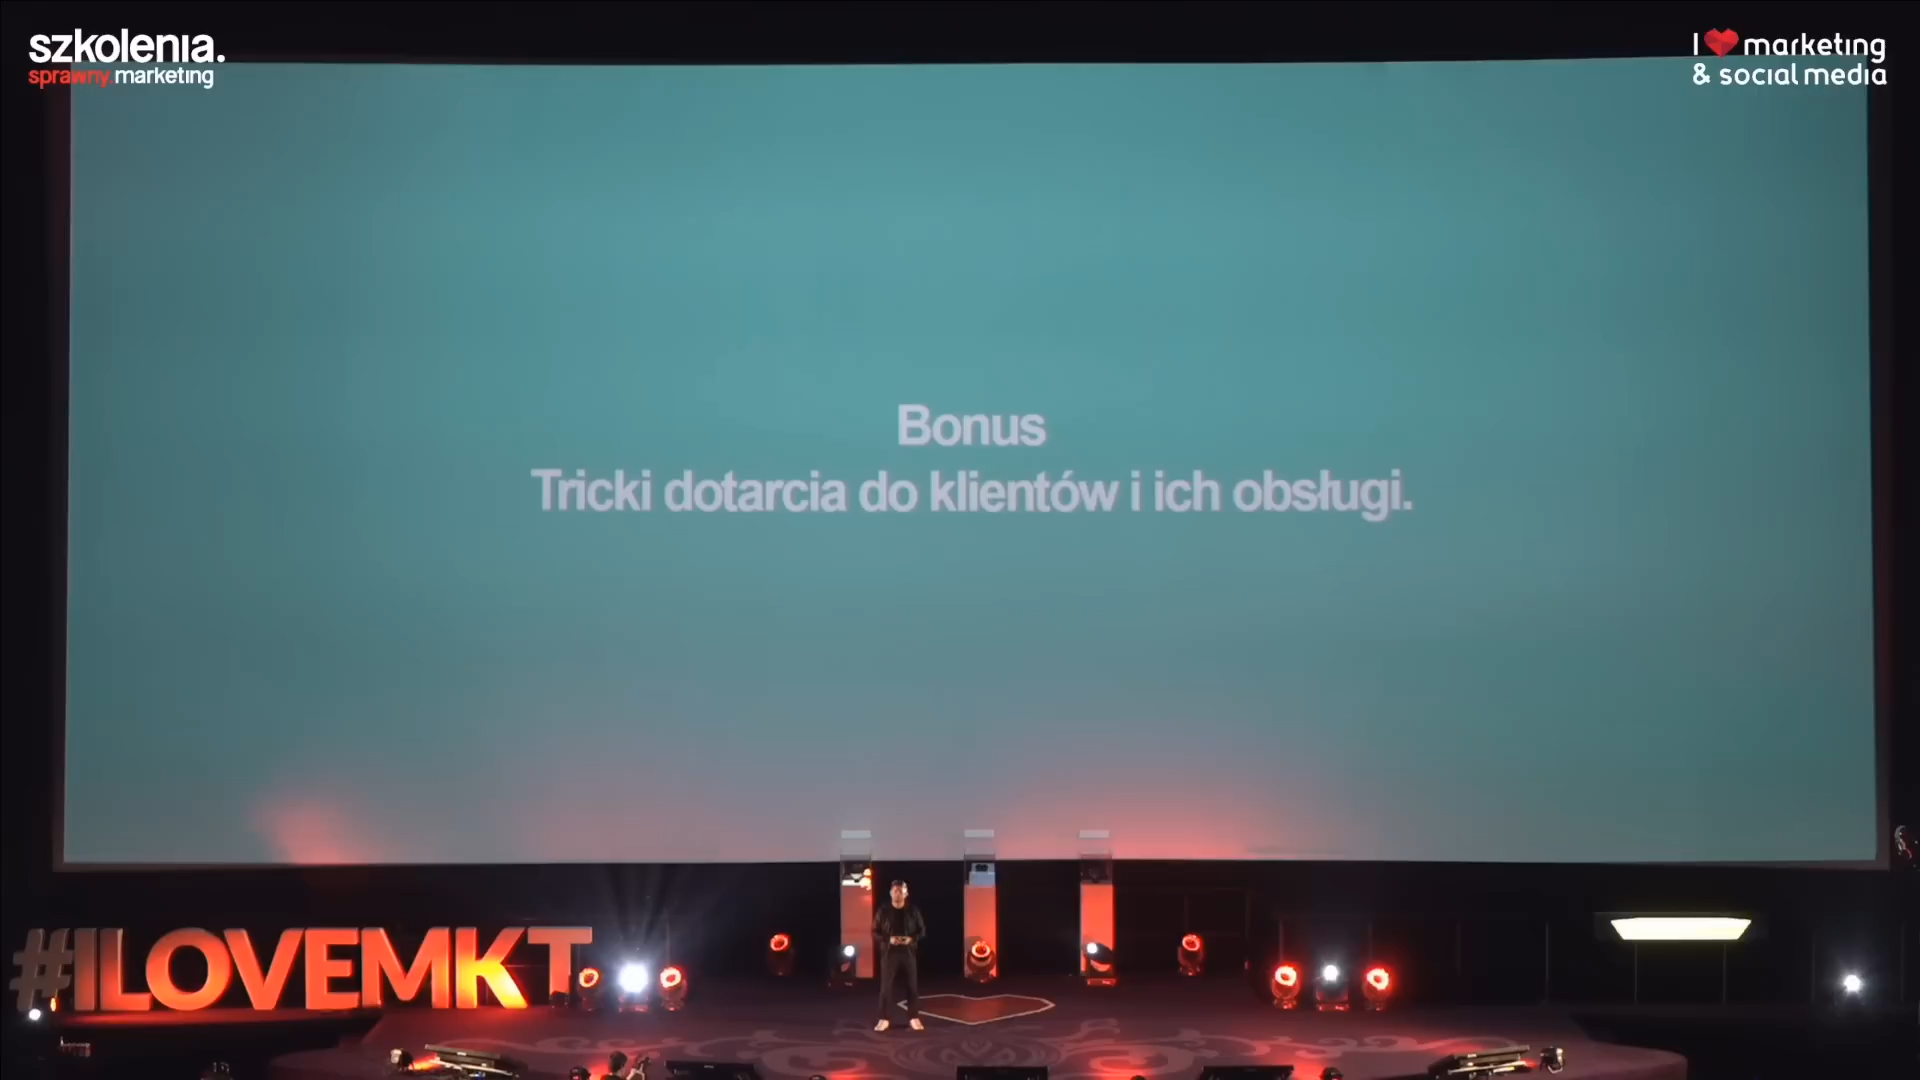 szkolenia.
sprawny.marketing
I marketing
& social media
Bonus
Tricki dotarcia do klientów i ich obsługi.
#ILOVEMKT